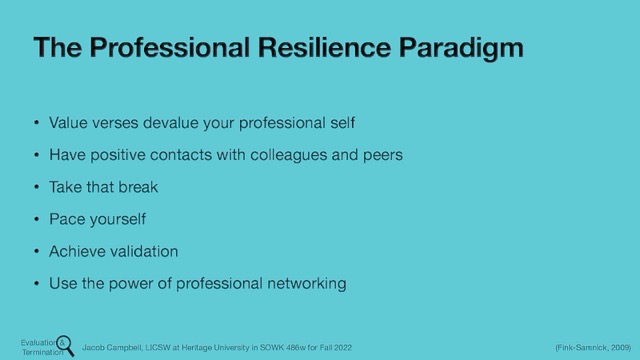 The Professional Resilience Paradigm
• Value verses devalue your professional self
• Have positive contacts with colleagues and peers
• Take that break
• Pace yourself
• Achieve validation
• Use the power of professional networking
Evaluation &
Termination
Jacob Campbell, LICSW at Heritage University in SOWK 486w for Fall 2022
(Fink-Samnick, 2009)